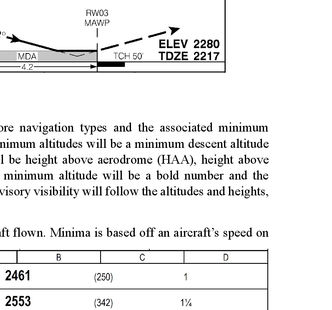 RW03
MAWP
ELEV 2280
MDA
TCH 50'
TDZE 2217
4.2
ore navigation types and the associated minimum
nimum altitudes will be a minimum descent altitude
ll be height above aerodrome (HAA), height above
minimum altitude will be a bold number and the
visory visibility will follow the altitudes and heights,
ft flown. Minima is based off an aircraft's speed on
B C D
2461 (250) 1
2553 (342) 1¼